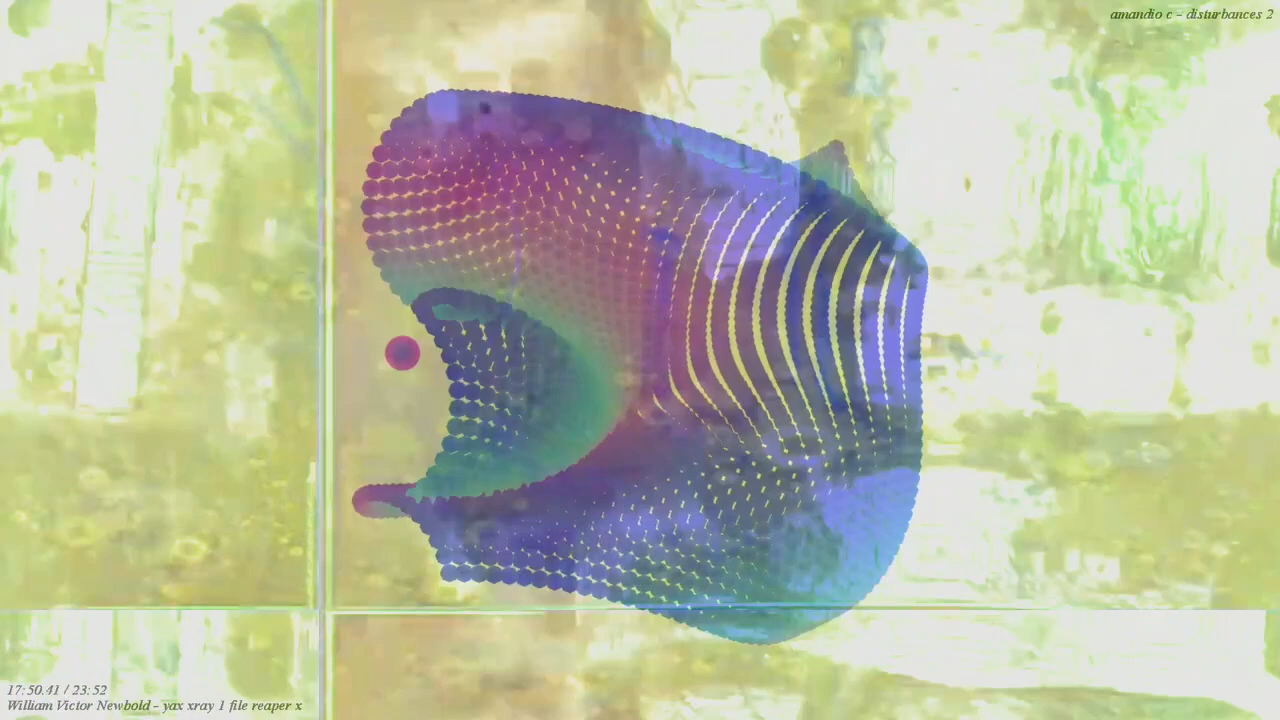 amandio c - disturbances 2
17:50.41 / 23:52
William Victor Newbold - yax xray 1 file reaper x